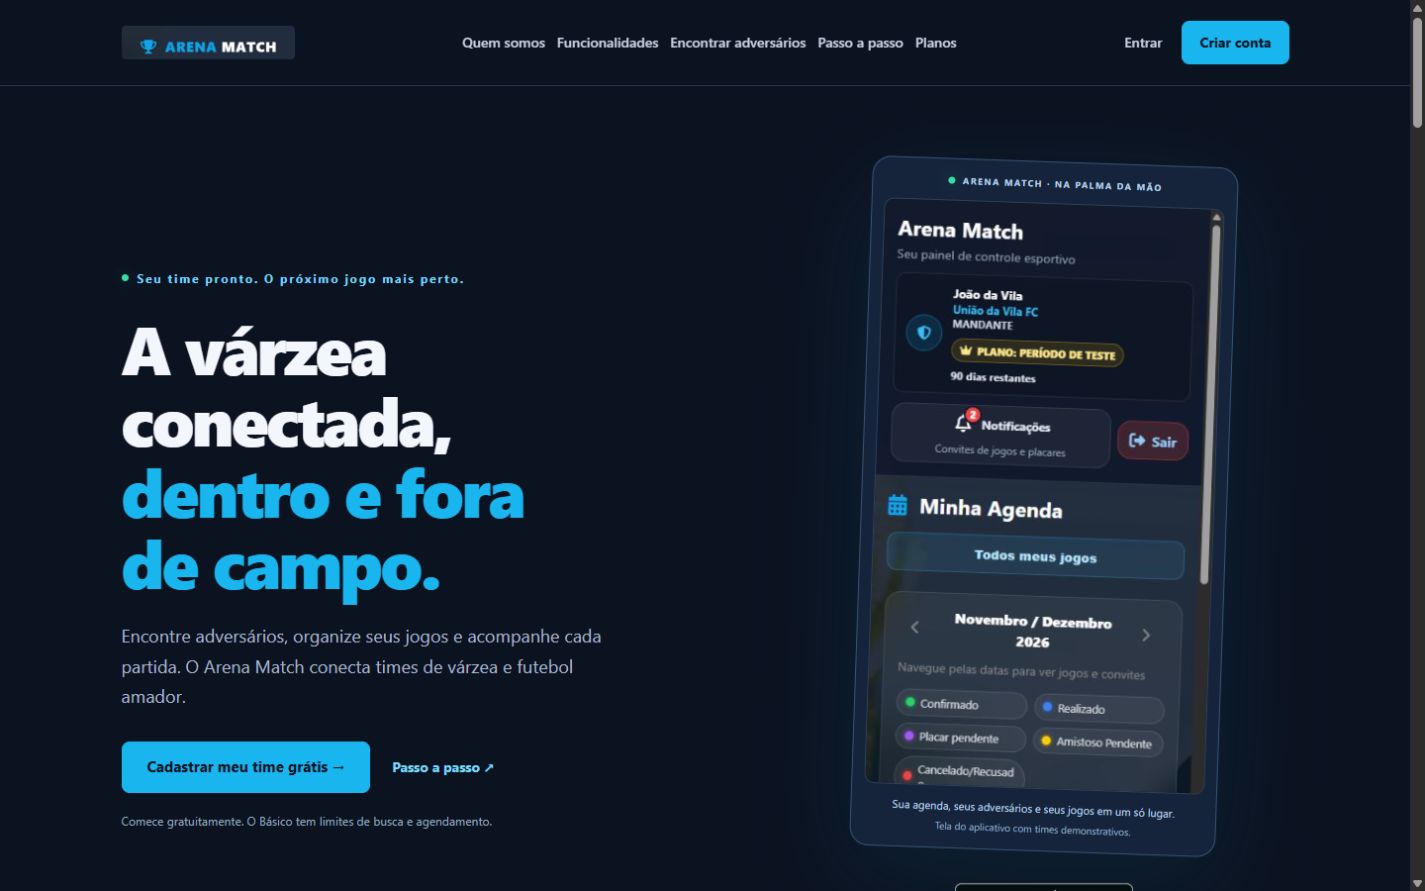 ARENA MATCH
Quem somos
Funcionalidades
Encontrar adversários
Passo a passo
Planos
Entrar
Criar conta
Seu time pronto. O próximo jogo mais perto.
A várzea
conectada,
dentro e fora
de campo.
Encontre adversários, organize seus jogos e acompanhe cada
partida. O Arena Match conecta times de várzea e futebol
amador.
Cadastrar meu time grátis →
Passo a passo ↗
Comece gratuitamente. O Básico tem limites de busca e agendamento.
ARENA MATCH · NA PALMA DA MÃO
Arena Match
Seu painel de controle esportivo
João da Vila
União da Vila FC
MANDANTE
PLANO: PERÍODO DE TESTE
90 dias restantes
2
Notificações
Convites de jogos e placares
Sair
Minha Agenda
Todos meus jogos
Novembro / Dezembro
2026
Navegue pelas datas para ver jogos e convites
Confirmado
Realizado
Placar pendente
Amistoso Pendente
Cancelado/Recusad
Sua agenda, seus adversários e seus jogos em um só lugar.
Tela do aplicativo com times demonstrativos.